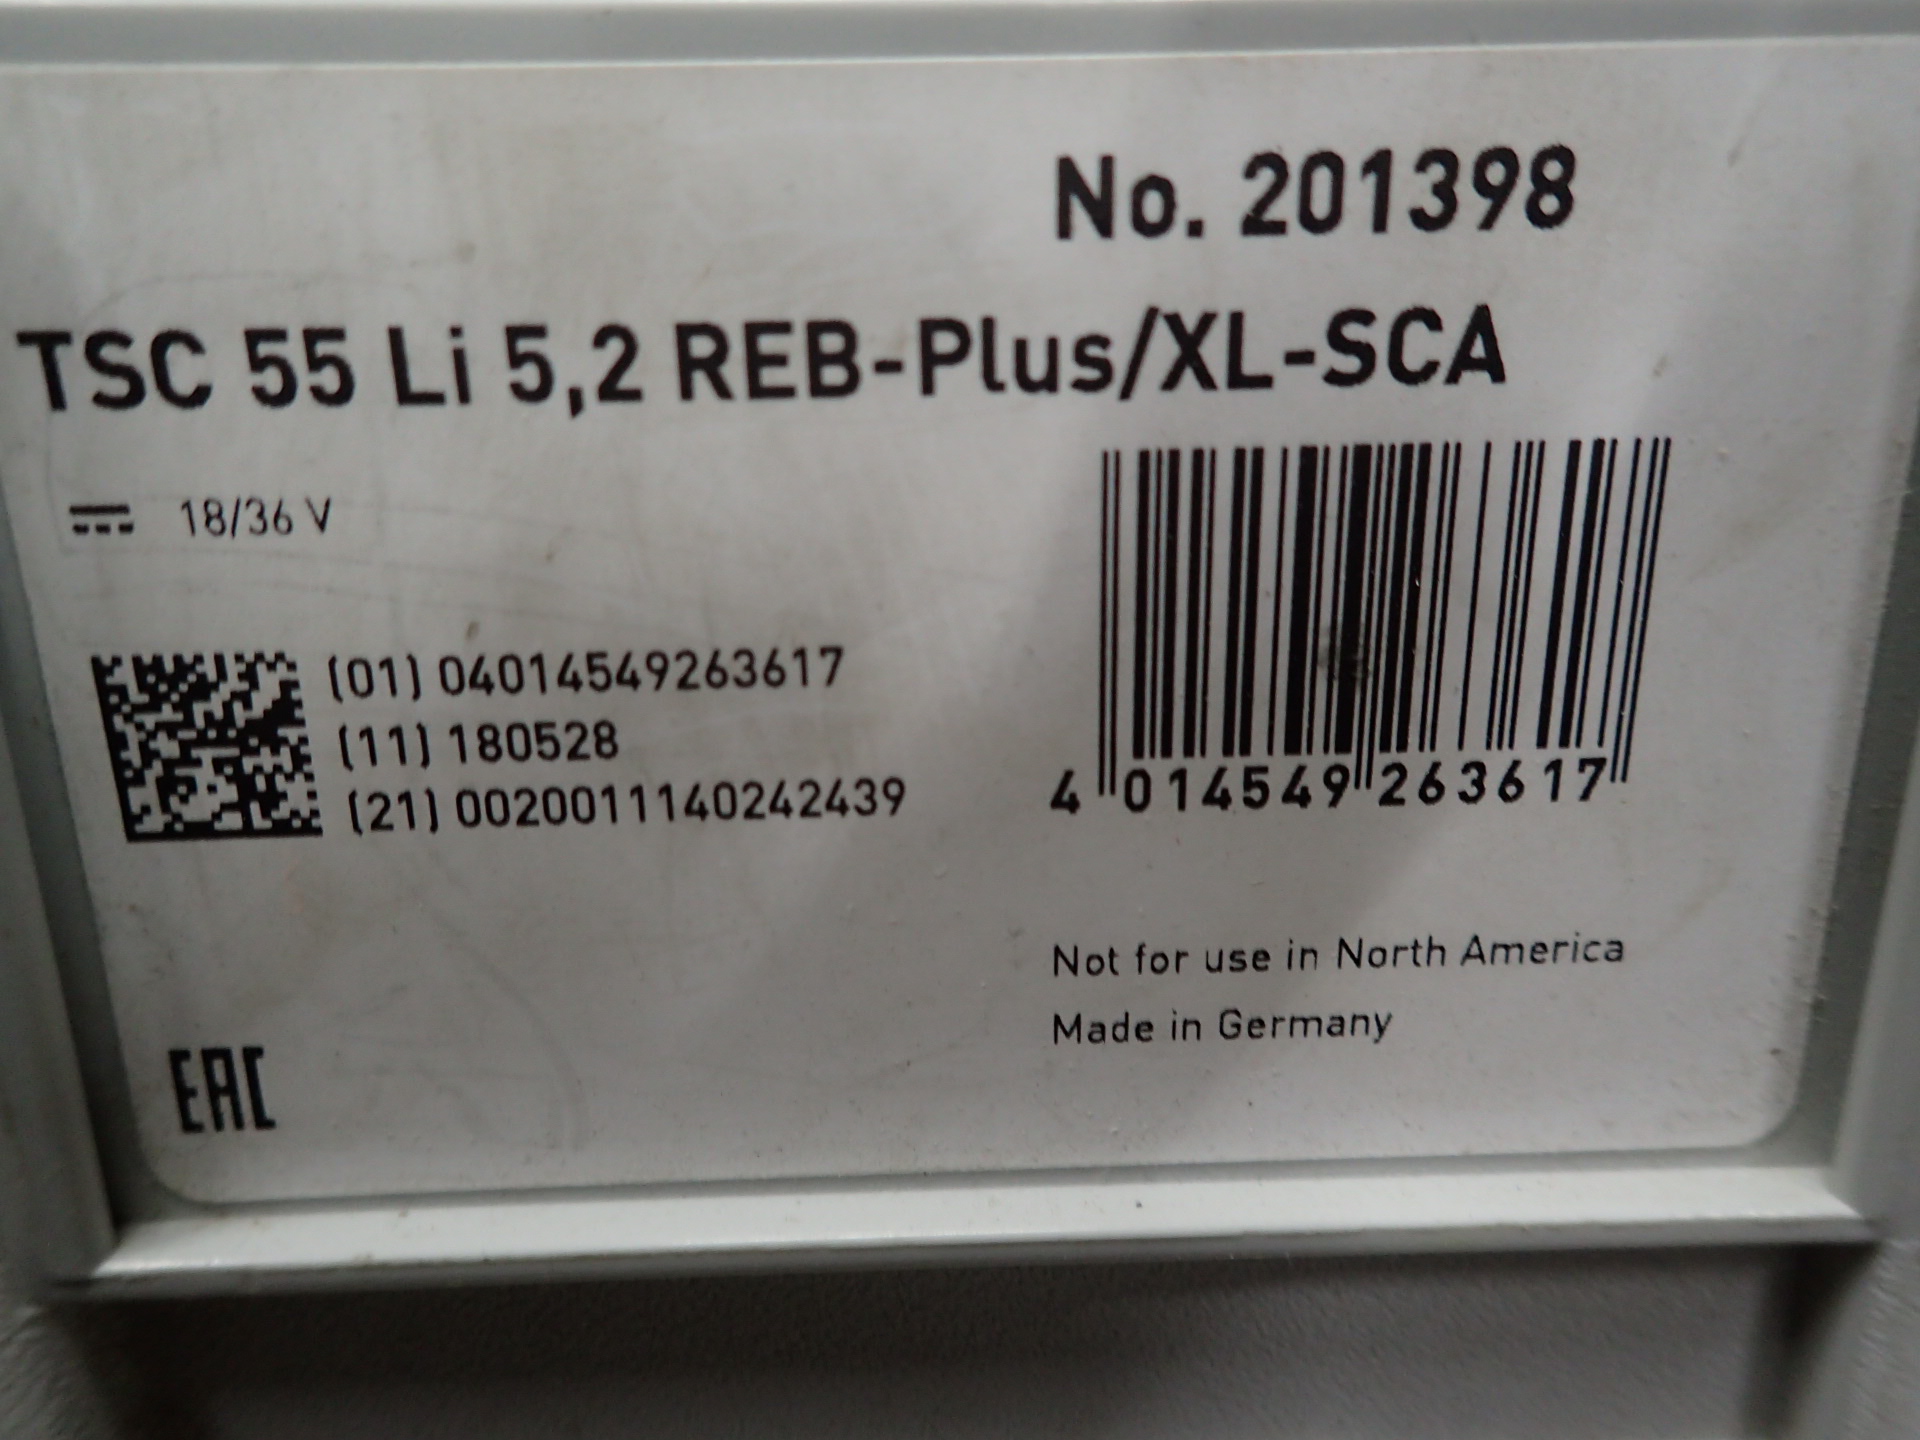 No. 201398
TSC 55 Li 5,2 REB-Plus/XL-SCA
18/36 V
(01) 04014549263617
(11) 180528
(21) 0020011140242439
4 014549 263617
Not for use in North America
Made in Germany
EAC